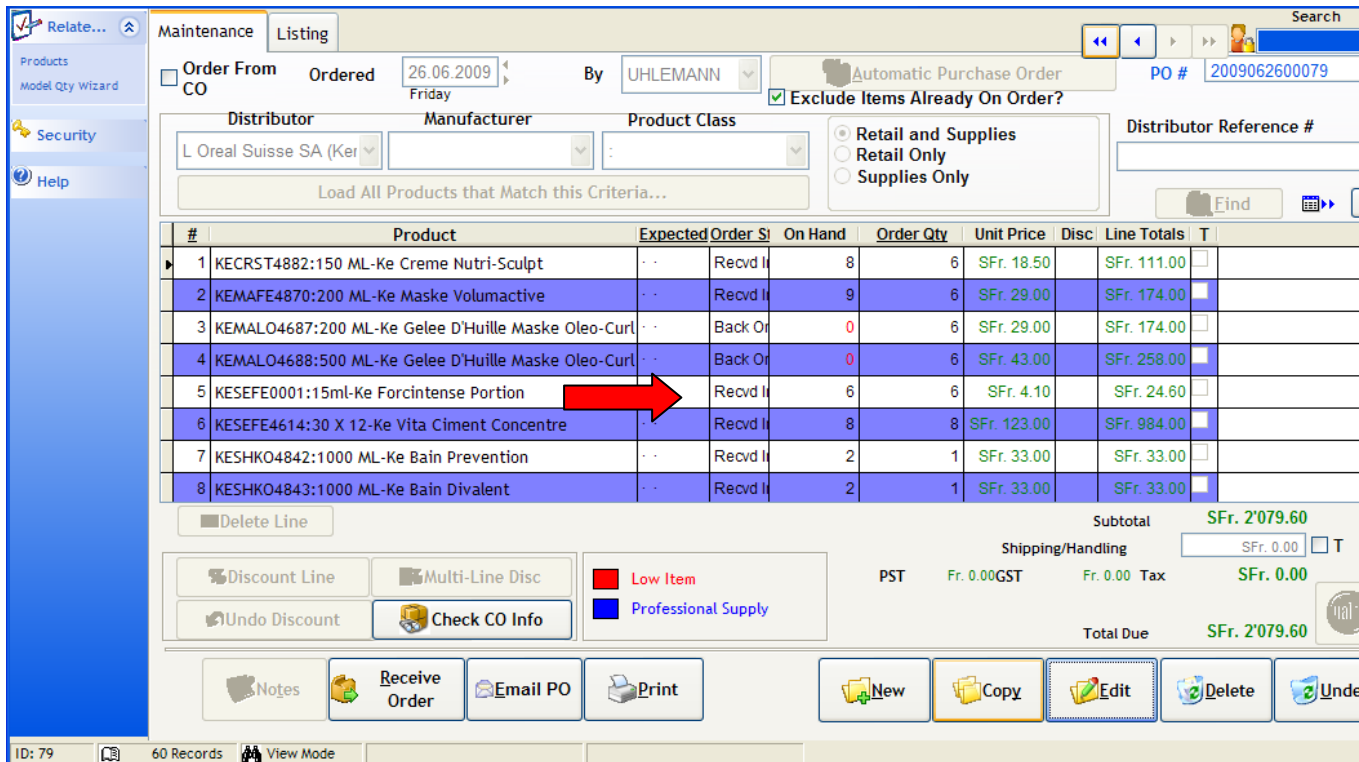 Relate...
Products
Model Qty Wizard
Security
Help
Maintenance Listing
Search
Order From CO
Ordered 26.06.2009
Friday
By UHLEMANN
Automatic Purchase Order
PO # 2009062600079
Exclude Items Already On Order?
Distributor Manufacturer Product Class
L Oreal Suisse SA (Ker :
Load All Products that Match this Criteria...
Retail and Supplies
Retail Only
Supplies Only
Distributor Reference #
Find
# Product Expected Order St On Hand Order Qty Unit Price Disc Line Totals T
1 KECRST4882:150 ML-Ke Creme Nutri-Sculpt . . Recvd In 8 6 SFr. 18.50 SFr. 111.00
2 KEMAFE4870:200 ML-Ke Maske Volumactive . . Recvd In 9 6 SFr. 29.00 SFr. 174.00
3 KEMALO4687:200 ML-Ke Gelee D'Huille Maske Oleo-Curl . . Back Or 0 6 SFr. 29.00 SFr. 174.00
4 KEMALO4688:500 ML-Ke Gelee D'Huille Maske Oleo-Curl . . Back Or 0 6 SFr. 43.00 SFr. 258.00
5 KESEFE0001:15ml-Ke Forcintense Portion Recvd In 6 6 SFr. 4.10 SFr. 24.60
6 KESEFE4614:30 X 12-Ke Vita Ciment Concentre . . Recvd In 8 8 SFr. 123.00 SFr. 984.00
7 KESHKO4842:1000 ML-Ke Bain Prevention . . Recvd In 2 1 SFr. 33.00 SFr. 33.00
8 KESHKO4843:1000 ML-Ke Bain Divalent . . Recvd In 2 1 SFr. 33.00 SFr. 33.00
Delete Line
Subtotal SFr. 2'079.60
Shipping/Handling SFr. 0.00 T
Discount Line Multi-Line Disc
Low Item
PST Fr. 0.00 GST Fr. 0.00 Tax SFr. 0.00
Undo Discount Check CO Info
Professional Supply
Total Due SFr. 2'079.60
Notes
Receive Order
Email PO
Print
New
Copy
Edit
Delete
Unde
ID: 79 60 Records View Mode